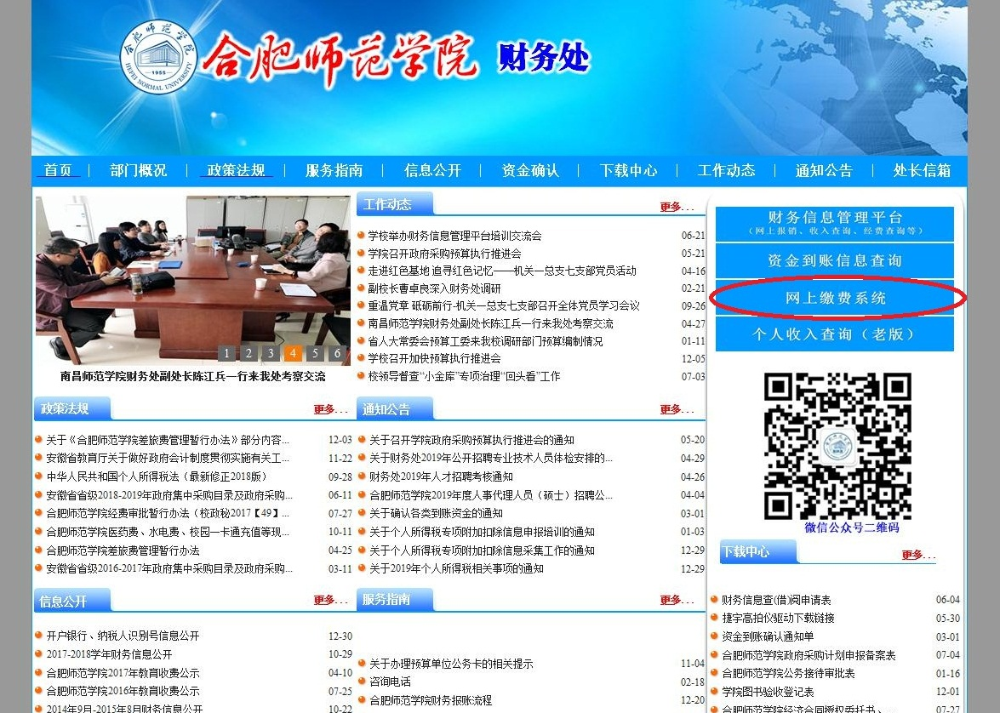 合肥师范学院
HEFEI NORMAL UNIVERSITY
1955
合肥师范学院 财务处
首页 部门概况 政策法规 服务指南 信息公开 资金确认 下载中心 工作动态 通知公告 处长信箱
1 2 3 4 5 6
南昌师范学院财务处副处长陈江兵一行来我处考察交流
工作动态 更多...
学校举办财务信息管理平台培训交流会 06-21
学院召开政府采购预算执行推进会 05-21
走进红色基地 追寻红色记忆——机关一总支七支部党员活动 04-16
副校长曹卓良深入财务处调研 02-21
重温党章 砥砺前行-机关一总支七支部召开全体党员学习会议 09-26
南昌师范学院财务处副处长陈江兵一行来我处考察交流 04-27
省人大常委会预算工委来我校调研部门预算编制情况 01-11
学校召开加快预算执行推进会 12-05
校领导督查“小金库”专项治理“回头看”工作 07-03
财务信息管理平台
（网上报销、收入查询、经费查询等）
资金到账信息查询
网上缴费系统
个人收入查询（老版）
微信公众号二维码
政策法规 更多...
关于《合肥师范学院差旅费管理暂行办法》部分内容... 12-03
安徽省教育厅关于做好政府会计制度贯彻实施有关工... 11-22
中华人民共和国个人所得税法（最新修正2018版） 09-28
安徽省省级2018-2019年政府集中采购目录及政府采购... 06-11
合肥师范学院经费审批暂行办法（校政秘2017【49】... 07-27
合肥师范学院医药费、水电费、校园一卡通充值等现... 10-11
合肥师范学院差旅费管理暂行办法 04-25
安徽省省级2016-2017年政府集中采购目录及政府采购... 03-11
通知公告 更多...
关于召开学院政府采购预算执行推进会的通知 05-20
关于财务处2019年公开招聘专业技术人员体检安排的... 04-29
财务处2019年人才招聘考核通知 04-26
合肥师范学院2019年度人事代理人员（硕士）招聘公... 04-04
关于确认各类到账资金的通知 03-01
关于个人所得税专项附加扣除信息申报培训的通知 01-03
关于个人所得税专项附加扣除信息采集工作的通知 12-29
关于2019年个人所得税相关事项的通知 12-29
下载中心 更多...
财务信息查(借)阅申请表 06-04
捷宇高拍仪驱动下载链接 05-30
资金到账确认通知单 03-01
合肥师范学院政府采购计划申报备案表 07-04
合肥师范学院公务接待审批表 01-16
学院图书验收登记表 12-01
合肥师范学院经济合同授权委托书、... 07-27
信息公开 更多...
开户银行、纳税人识别号信息公开 12-30
2017-2018学年财务信息公开 10-29
合肥师范学院2017年教育收费公示 04-10
合肥师范学院2016年教育收费公示 07-25
2014年9月-2015年8月财务信息公开 10-22
服务指南 更多...
关于办理预算单位公务卡的相关提示 11-04
咨询电话 02-18
合肥师范学院财务报账流程 12-20